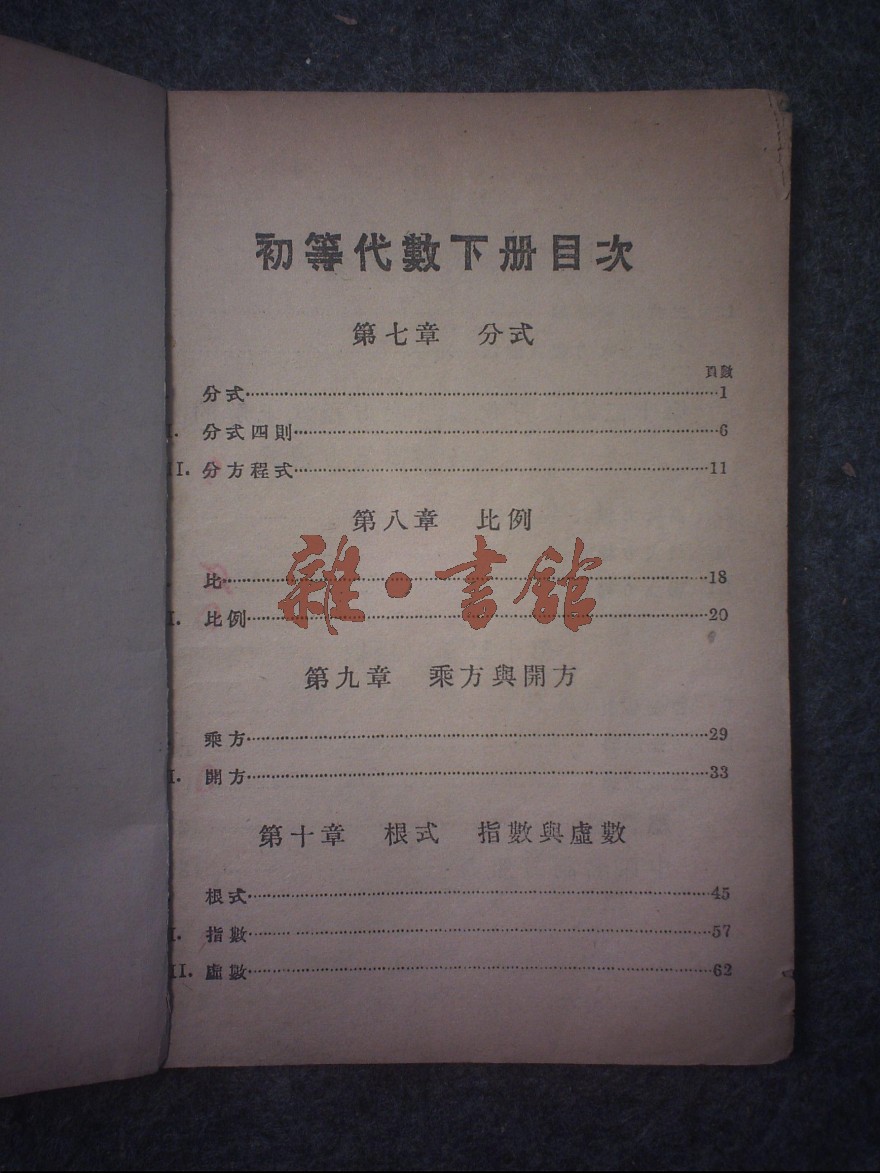 初等代數下册目次
第七章 分式
頁數
分式……1
I. 分式四則……6
II. 分方程式……11
第八章 比例
比……18
I. 比例……20
雜·書舘
第九章 乘方與開方
乘方……29
I. 開方……33
第十章 根式 指數與虛數
根式……45
I. 指數……57
II. 虛數……62